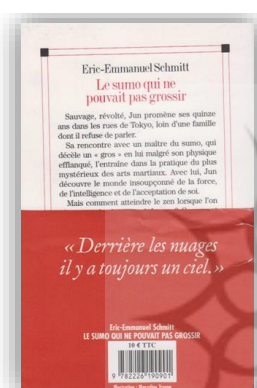 Eric-Emmanuel Schmitt
Le sumo qui ne
pouvait pas grossir
Sauvage, révolté, Jun promène ses quinze
ans dans les rues de Tokyo, loin d'une famille
dont il refuse de parler.
Sa rencontre avec un maître du sumo, qui
décèle un « gros » en lui malgré son physique
efflanqué, l'entraîne dans la pratique du plus
mystérieux des arts martiaux. Avec lui, Jun
découvre le monde insoupçonné de la force,
de l'intelligence et de l'acceptation de soi.
Mais comment atteindre le zen lorsque l'on
« Derrière les nuages
il y a toujours un ciel. »
Eric-Emmanuel Schmitt
LE SUMO QUI NE POUVAIT PAS GROSSIR
10 € TTC
9 782226 190901